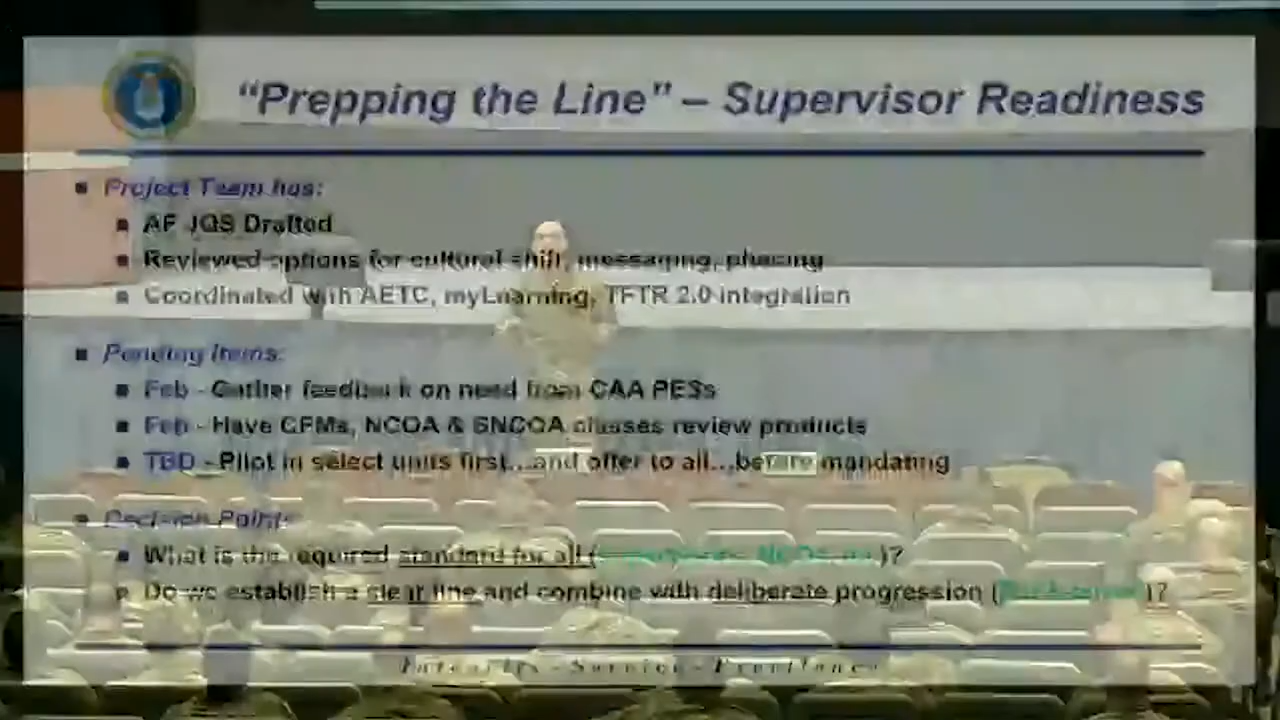 "Prepping the Line" – Supervisor Readiness
Project Team has:
AF JQS Drafted
Reviewed options for cultural shift, messaging, phasing
Coordinated with AETC, myLearning, TFTR 2.0 integration
Pending Items:
Feb - Gather feedback on need from CAA PESs
Feb - Have CFMs, NCOA & SNCOA classes review products
TBD - Pilot in select units first...and offer to all...before mandating
Decision Points
What is the required standard for all ( )?
Do we establish a clear line and combine with deliberate progression ( )?
Integrity - Service - Excellence